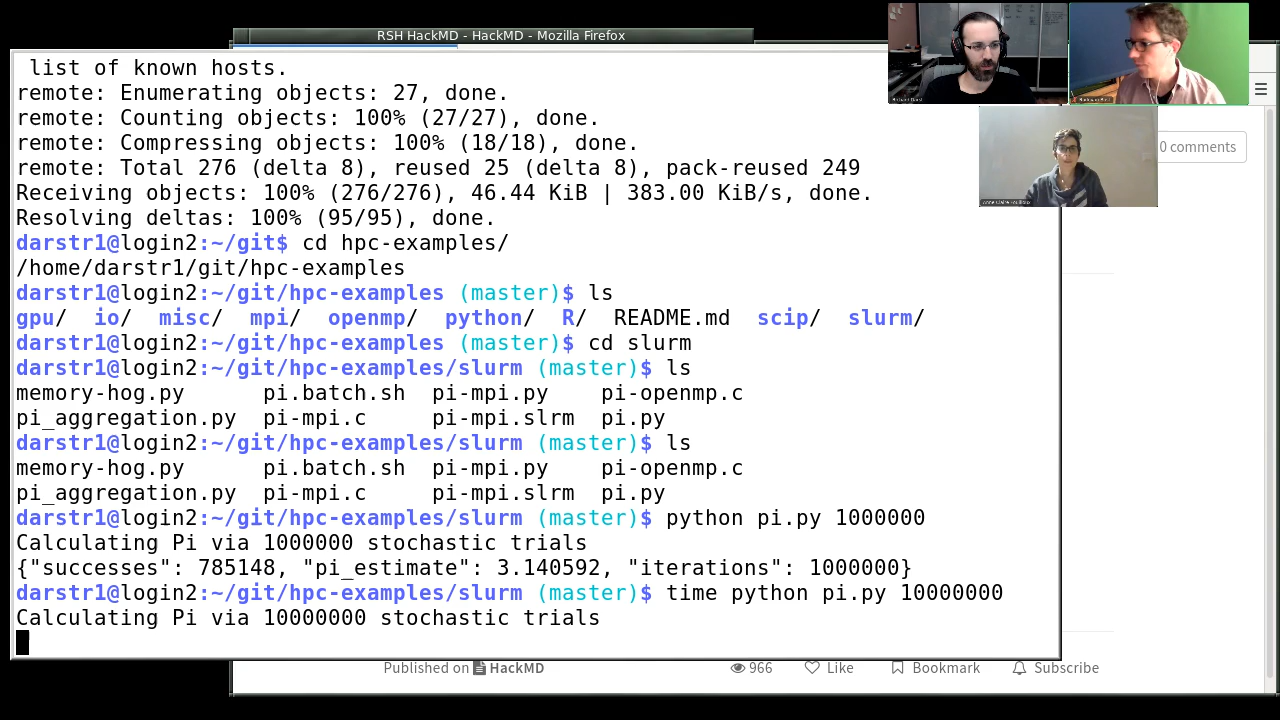 RSH HackMD - HackMD - Mozilla Firefox
list of known hosts.
remote: Enumerating objects: 27, done.
remote: Counting objects: 100% (27/27), done.
remote: Compressing objects: 100% (18/18), done.
remote: Total 276 (delta 8), reused 25 (delta 8), pack-reused 249
Receiving objects: 100% (276/276), 46.44 KiB | 383.00 KiB/s, done.
Resolving deltas: 100% (95/95), done.
darstr1@login2:~/git$ cd hpc-examples/
/home/darstr1/git/hpc-examples
darstr1@login2:~/git/hpc-examples (master)$ ls
gpu/  io/  misc/  mpi/  openmp/  python/  R/  README.md  scip/  slurm/
darstr1@login2:~/git/hpc-examples (master)$ cd slurm
darstr1@login2:~/git/hpc-examples/slurm (master)$ ls
memory-hog.py      pi.batch.sh  pi-mpi.py    pi-openmp.c
pi_aggregation.py  pi-mpi.c     pi-mpi.slrm  pi.py
darstr1@login2:~/git/hpc-examples/slurm (master)$ ls
memory-hog.py      pi.batch.sh  pi-mpi.py    pi-openmp.c
pi_aggregation.py  pi-mpi.c     pi-mpi.slrm  pi.py
darstr1@login2:~/git/hpc-examples/slurm (master)$ python pi.py 1000000
Calculating Pi via 1000000 stochastic trials
{"successes": 785148, "pi_estimate": 3.140592, "iterations": 1000000}
darstr1@login2:~/git/hpc-examples/slurm (master)$ time python pi.py 10000000
Calculating Pi via 10000000 stochastic trials
0 comments
Published on HackMD
966 Like Bookmark Subscribe